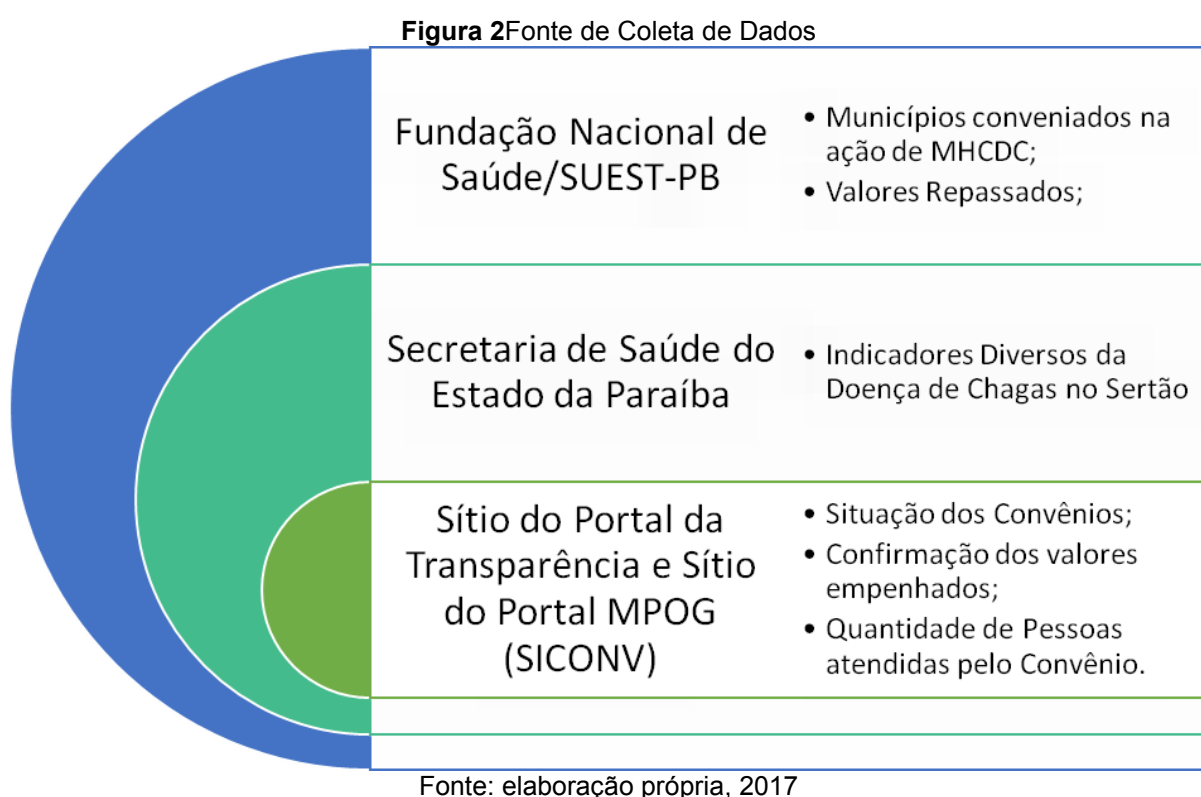 Figura 2Fonte de Coleta de Dados
Fundação Nacional de
Saúde/SUEST-PB
• Municípios conveniados na
ação de MHCDC;
• Valores Repassados;
Secretaria de Saúde do
Estado da Paraíba
• Indicadores Diversos da
Doença de Chagas no Sertão
Sítio do Portal da
Transparência e Sítio
do Portal MPOG
(SICONV)
• Situação dos Convênios;
• Confirmação dos valores
empenhados;
• Quantidade de Pessoas
atendidas pelo Convênio.
Fonte: elaboração própria, 2017